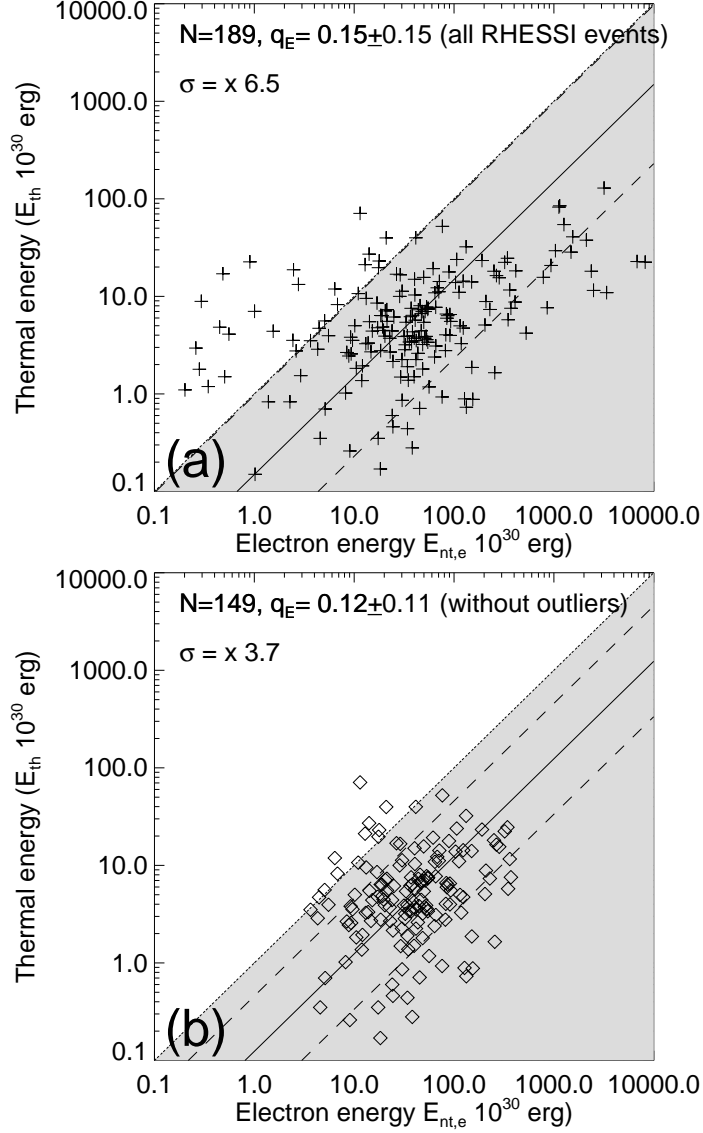 10000.0
N=189, q_E= 0.15±0.15 (all RHESSI events)
σ = x 6.5
1000.0
100.0
10.0
1.0
0.1
Thermal energy (E_th 10^30 erg)
(a)
0.1 1.0 10.0 100.0 1000.0 10000.0
Electron energy E_nt,e 10^30 erg)
10000.0
N=149, q_E= 0.12±0.11 (without outliers)
σ = x 3.7
1000.0
100.0
10.0
1.0
0.1
Thermal energy (E_th 10^30 erg)
(b)
0.1 1.0 10.0 100.0 1000.0 10000.0
Electron energy E_nt,e 10^30 erg)